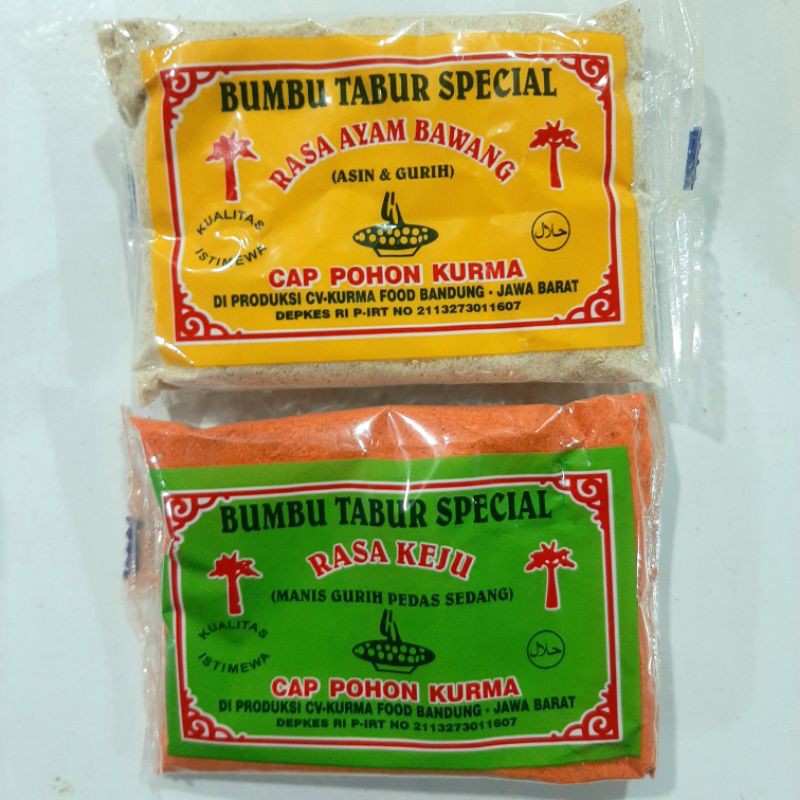 BUMBU TABUR SPECIAL
RASA AYAM BAWANG
(ASIN & GURIH)
KUALITAS
ISTIMEWA
حلال
CAP POHON KURMA
DI PRODUKSI CV-KURMA FOOD BANDUNG - JAWA BARAT
DEPKES RI P-IRT NO 2113273011607
BUMBU TABUR SPECIAL
RASA KEJU
(MANIS GURIH PEDAS SEDANG)
KUALITAS
ISTIMEWA
حلال
CAP POHON KURMA
DI PRODUKSI CV-KURMA FOOD BANDUNG - JAWA BARAT
DEPKES RI P-IRT NO 2113273011607